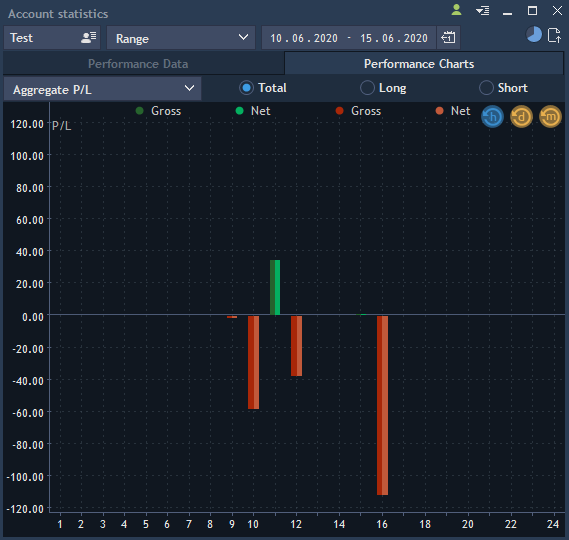 Account statistics
Test Range 10.06.2020 - 15.06.2020 1
Performance Data Performance Charts
Aggregate P/L Total Long Short
Gross Net Gross Net h d m
P/L
120.00
100.00
80.00
60.00
40.00
20.00
0.00
-20.00
-40.00
-60.00
-80.00
-100.00
-120.00
1 2 3 4 5 6 7 8 9 10 12 14 16 18 20 22 24